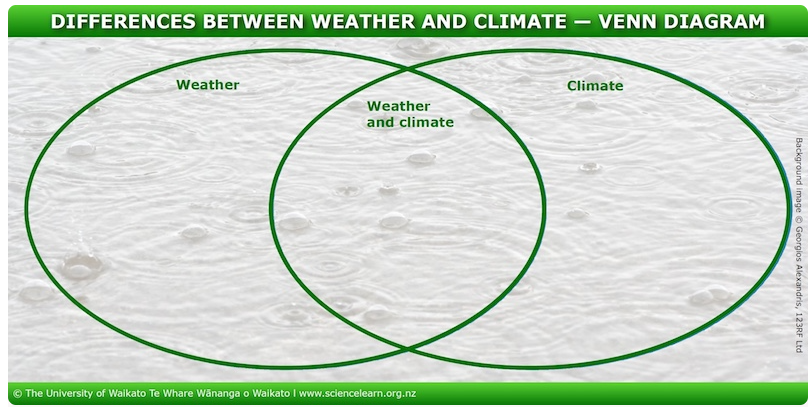 DIFFERENCES BETWEEN WEATHER AND CLIMATE — VENN DIAGRAM
Weather
Weather
and climate
Climate
Background image © Georgios Alexandris, 123RF Ltd
© The University of Waikato Te Whare Wānanga o Waikato I www.sciencelearn.org.nz